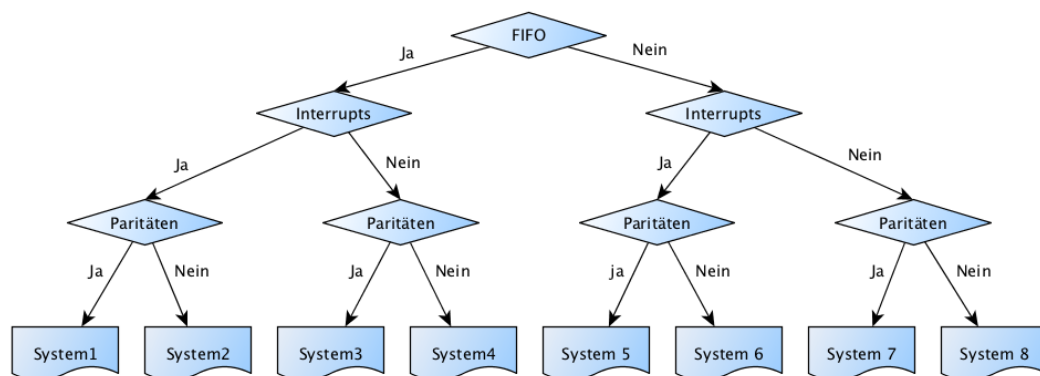 FIFO
Ja
Nein
Interrupts
Interrupts
Ja
Nein
Ja
Nein
Paritäten
Paritäten
Paritäten
Paritäten
Ja
Nein
Ja
Nein
ja
Nein
Ja
Nein
System1
System2
System3
System4
System 5
System 6
System 7
System 8